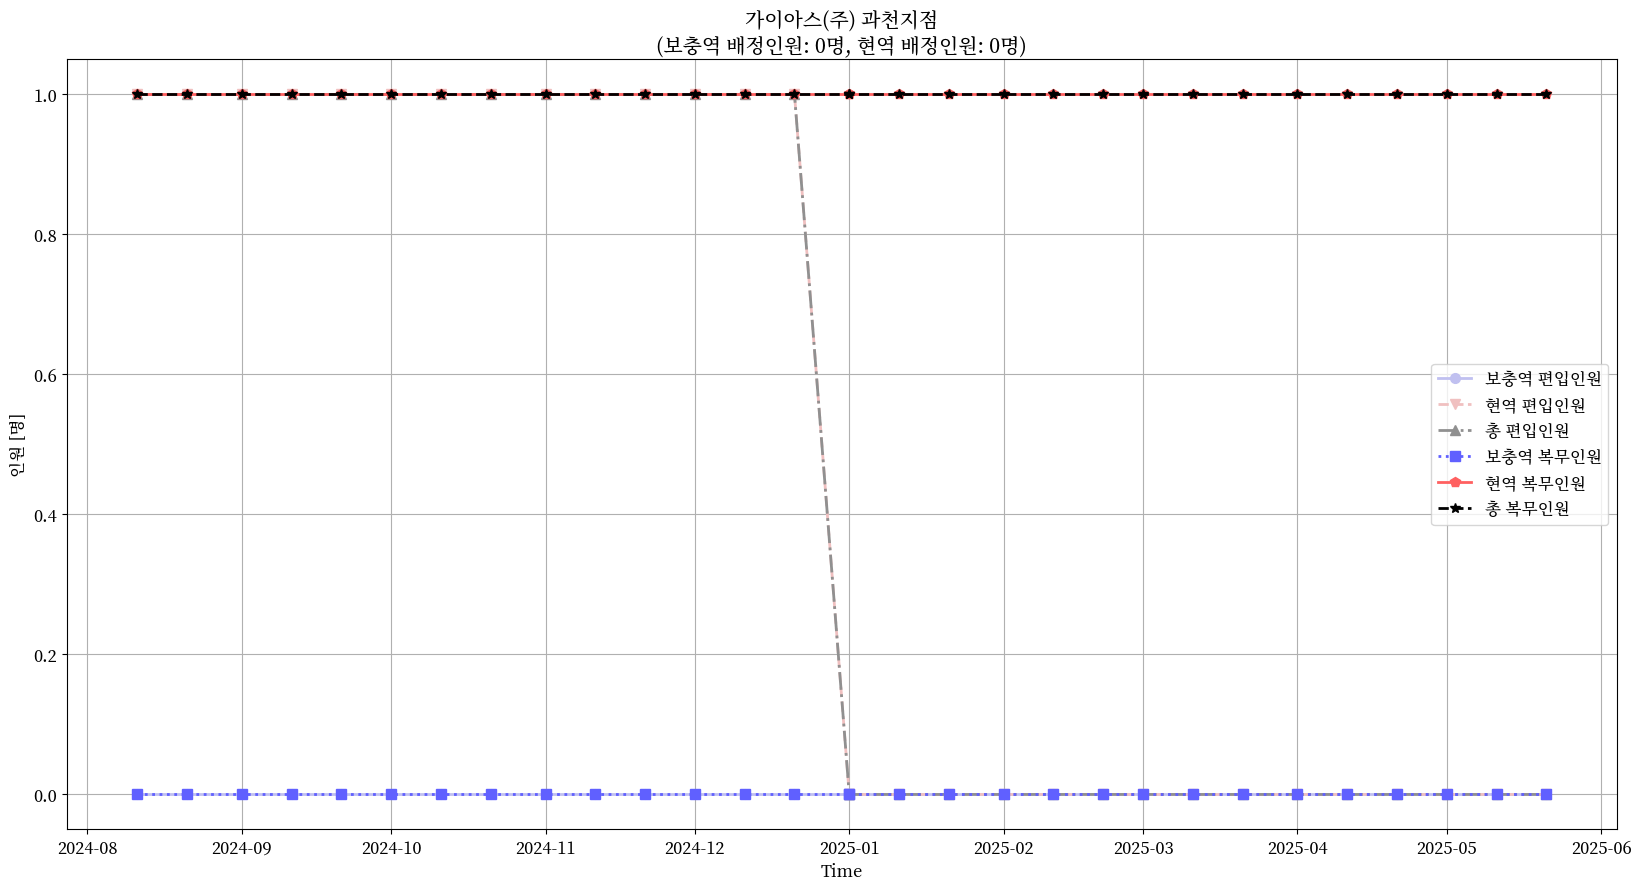 가이아스(주) 과천지점
(보충역 배정인원: 0명, 현역 배정인원: 0명)
인원 [명]
1.0
0.8
0.6
0.4
0.2
0.0
보충역 편입인원
현역 편입인원
총 편입인원
보충역 복무인원
현역 복무인원
총 복무인원
2024-08
2024-09
2024-10
2024-11
2024-12
2025-01
2025-02
2025-03
2025-04
2025-05
2025-06
Time